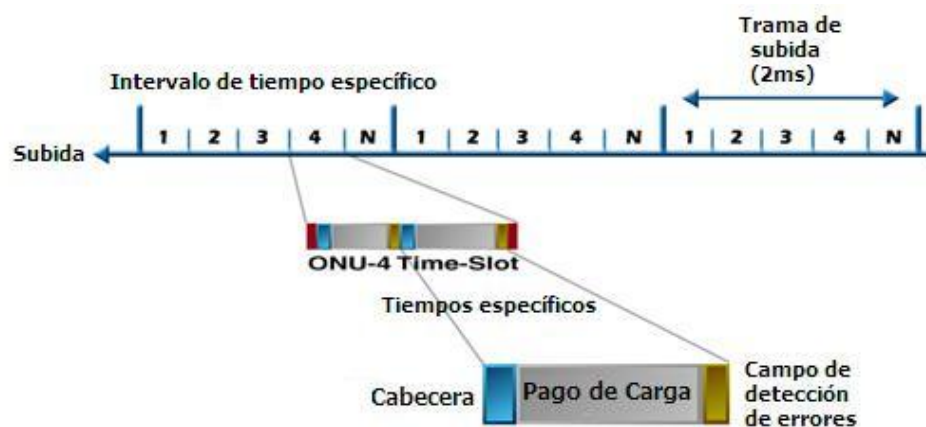 Trama de
subida
(2ms)
Intervalo de tiempo específico
1 2 3 4 N 1 2 3 4 N 1 2 3 4 N
Subida
ONU-4 Time-Slot
Tiempos específicos
Cabecera
Pago de Carga
Campo de
detección
de errores